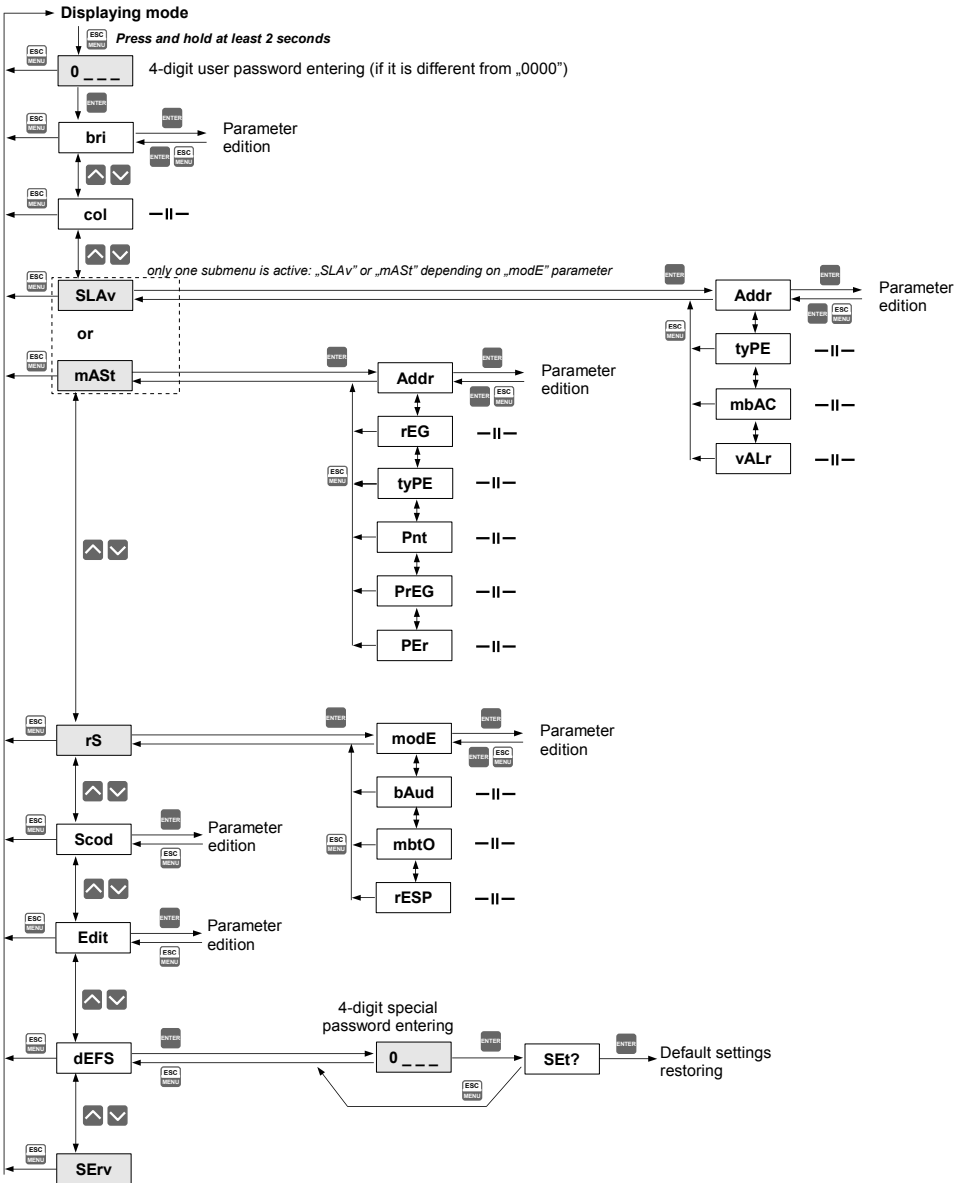 Displaying mode
ESC
MENU
Press and hold at least 2 seconds
ESC
MENU
0 _ _ _
4-digit user password entering (if it is different from „0000”)
ENTER
ESC
MENU
bri
ENTER
ENTER
ESC
MENU
Parameter
edition
ESC
MENU
col
—II—
only one submenu is active: „SLAv” or „mASt” depending on „modE” parameter
ESC
MENU
SLAv
ENTER
Addr
ENTER
ENTER
ESC
MENU
Parameter
edition
ESC
MENU
tyPE
—II—
mbAC
—II—
vALr
—II—
or
ESC
MENU
mASt
ENTER
Addr
ENTER
ENTER
ESC
MENU
Parameter
edition
rEG
—II—
ESC
MENU
tyPE
—II—
Pnt
—II—
PrEG
—II—
PEr
—II—
ESC
MENU
rS
ENTER
modE
ENTER
ENTER
ESC
MENU
Parameter
edition
bAud
—II—
ESC
MENU
mbtO
—II—
rESP
—II—
ESC
MENU
Scod
ENTER
ESC
MENU
Parameter
edition
ESC
MENU
Edit
ENTER
ESC
MENU
Parameter
edition
ESC
MENU
dEFS
ENTER
ESC
MENU
4-digit special
password entering
0 _ _ _
ENTER
ESC
MENU
SEt?
ENTER
Default settings
restoring
ESC
MENU
SErv